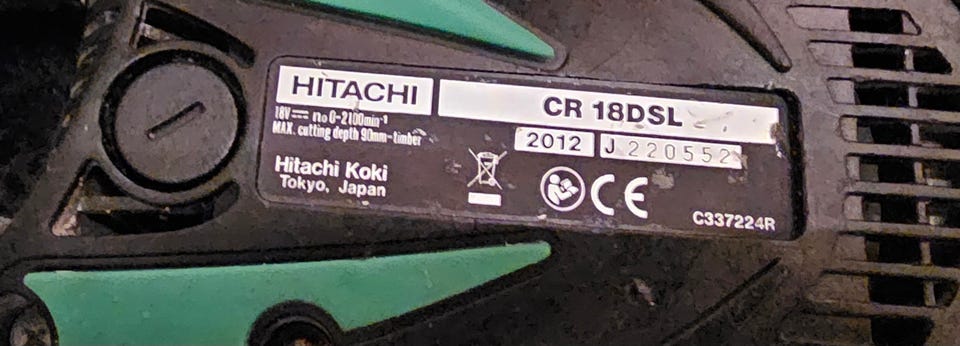 HITACHI
CR 18DSL
18V⎓ n₀ 0-2100min⁻¹
MAX. cutting depth 90mm-timber
2012 J 220552
Hitachi Koki
Tokyo, Japan
CE
C337224R